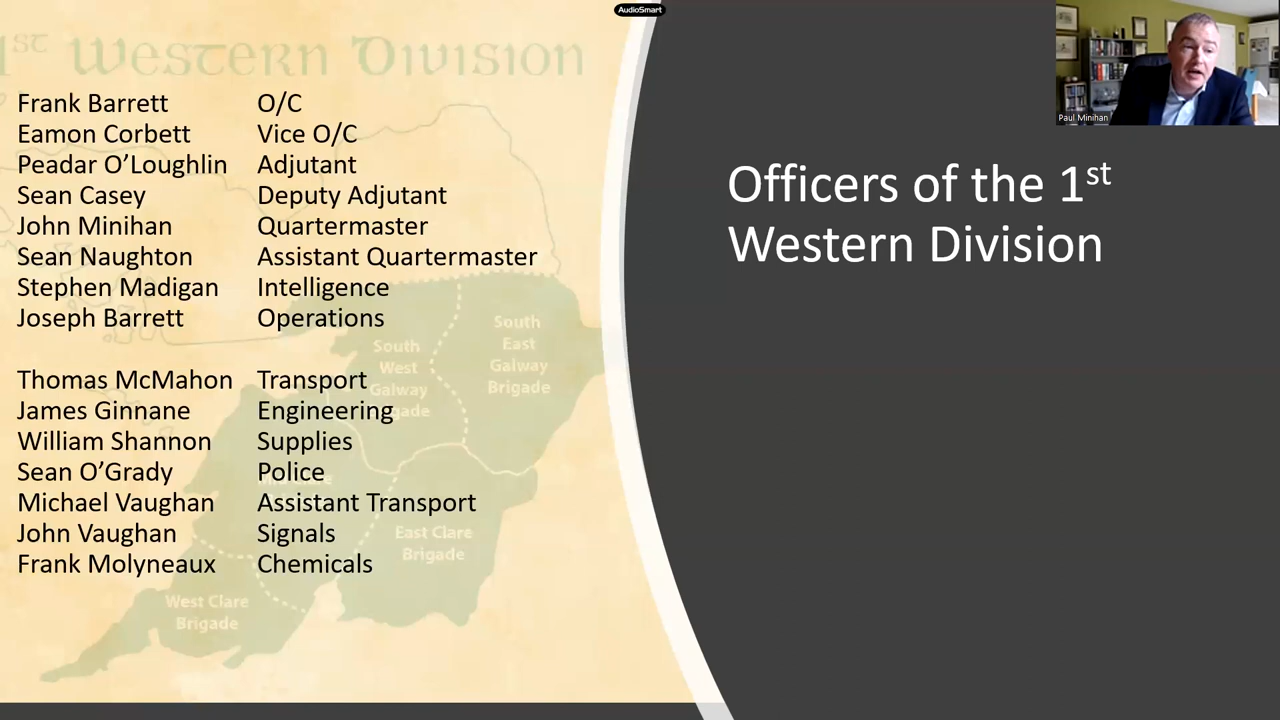 AudioSmart
1ST Western Division
Frank Barrett O/C
Eamon Corbett Vice O/C
Peadar O’Loughlin Adjutant
Sean Casey Deputy Adjutant
John Minihan Quartermaster
Sean Naughton Assistant Quartermaster
Stephen Madigan Intelligence
Joseph Barrett Operations
Thomas McMahon Transport
James Ginnane Engineering
William Shannon Supplies
Sean O’Grady Police
Michael Vaughan Assistant Transport
John Vaughan Signals
Frank Molyneaux Chemicals
South
West
Galway
South
East
Galway
Brigade
East Clare
Brigade
West Clare
Brigade
Officers of the 1st
Western Division
Paul Minihan